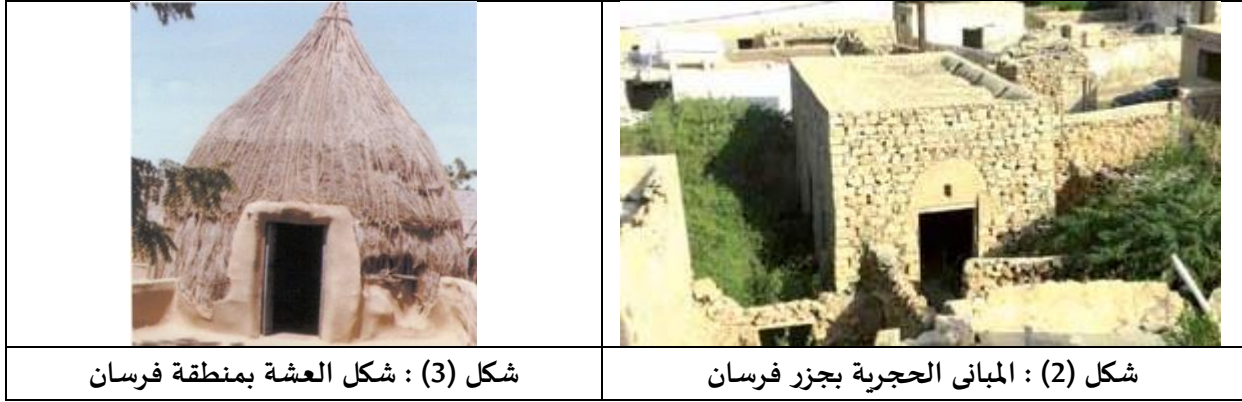 شكل (2) : المبانى الحجرية بجزر فرسان
شكل (3) : شكل العشة بمنطقة فرسان